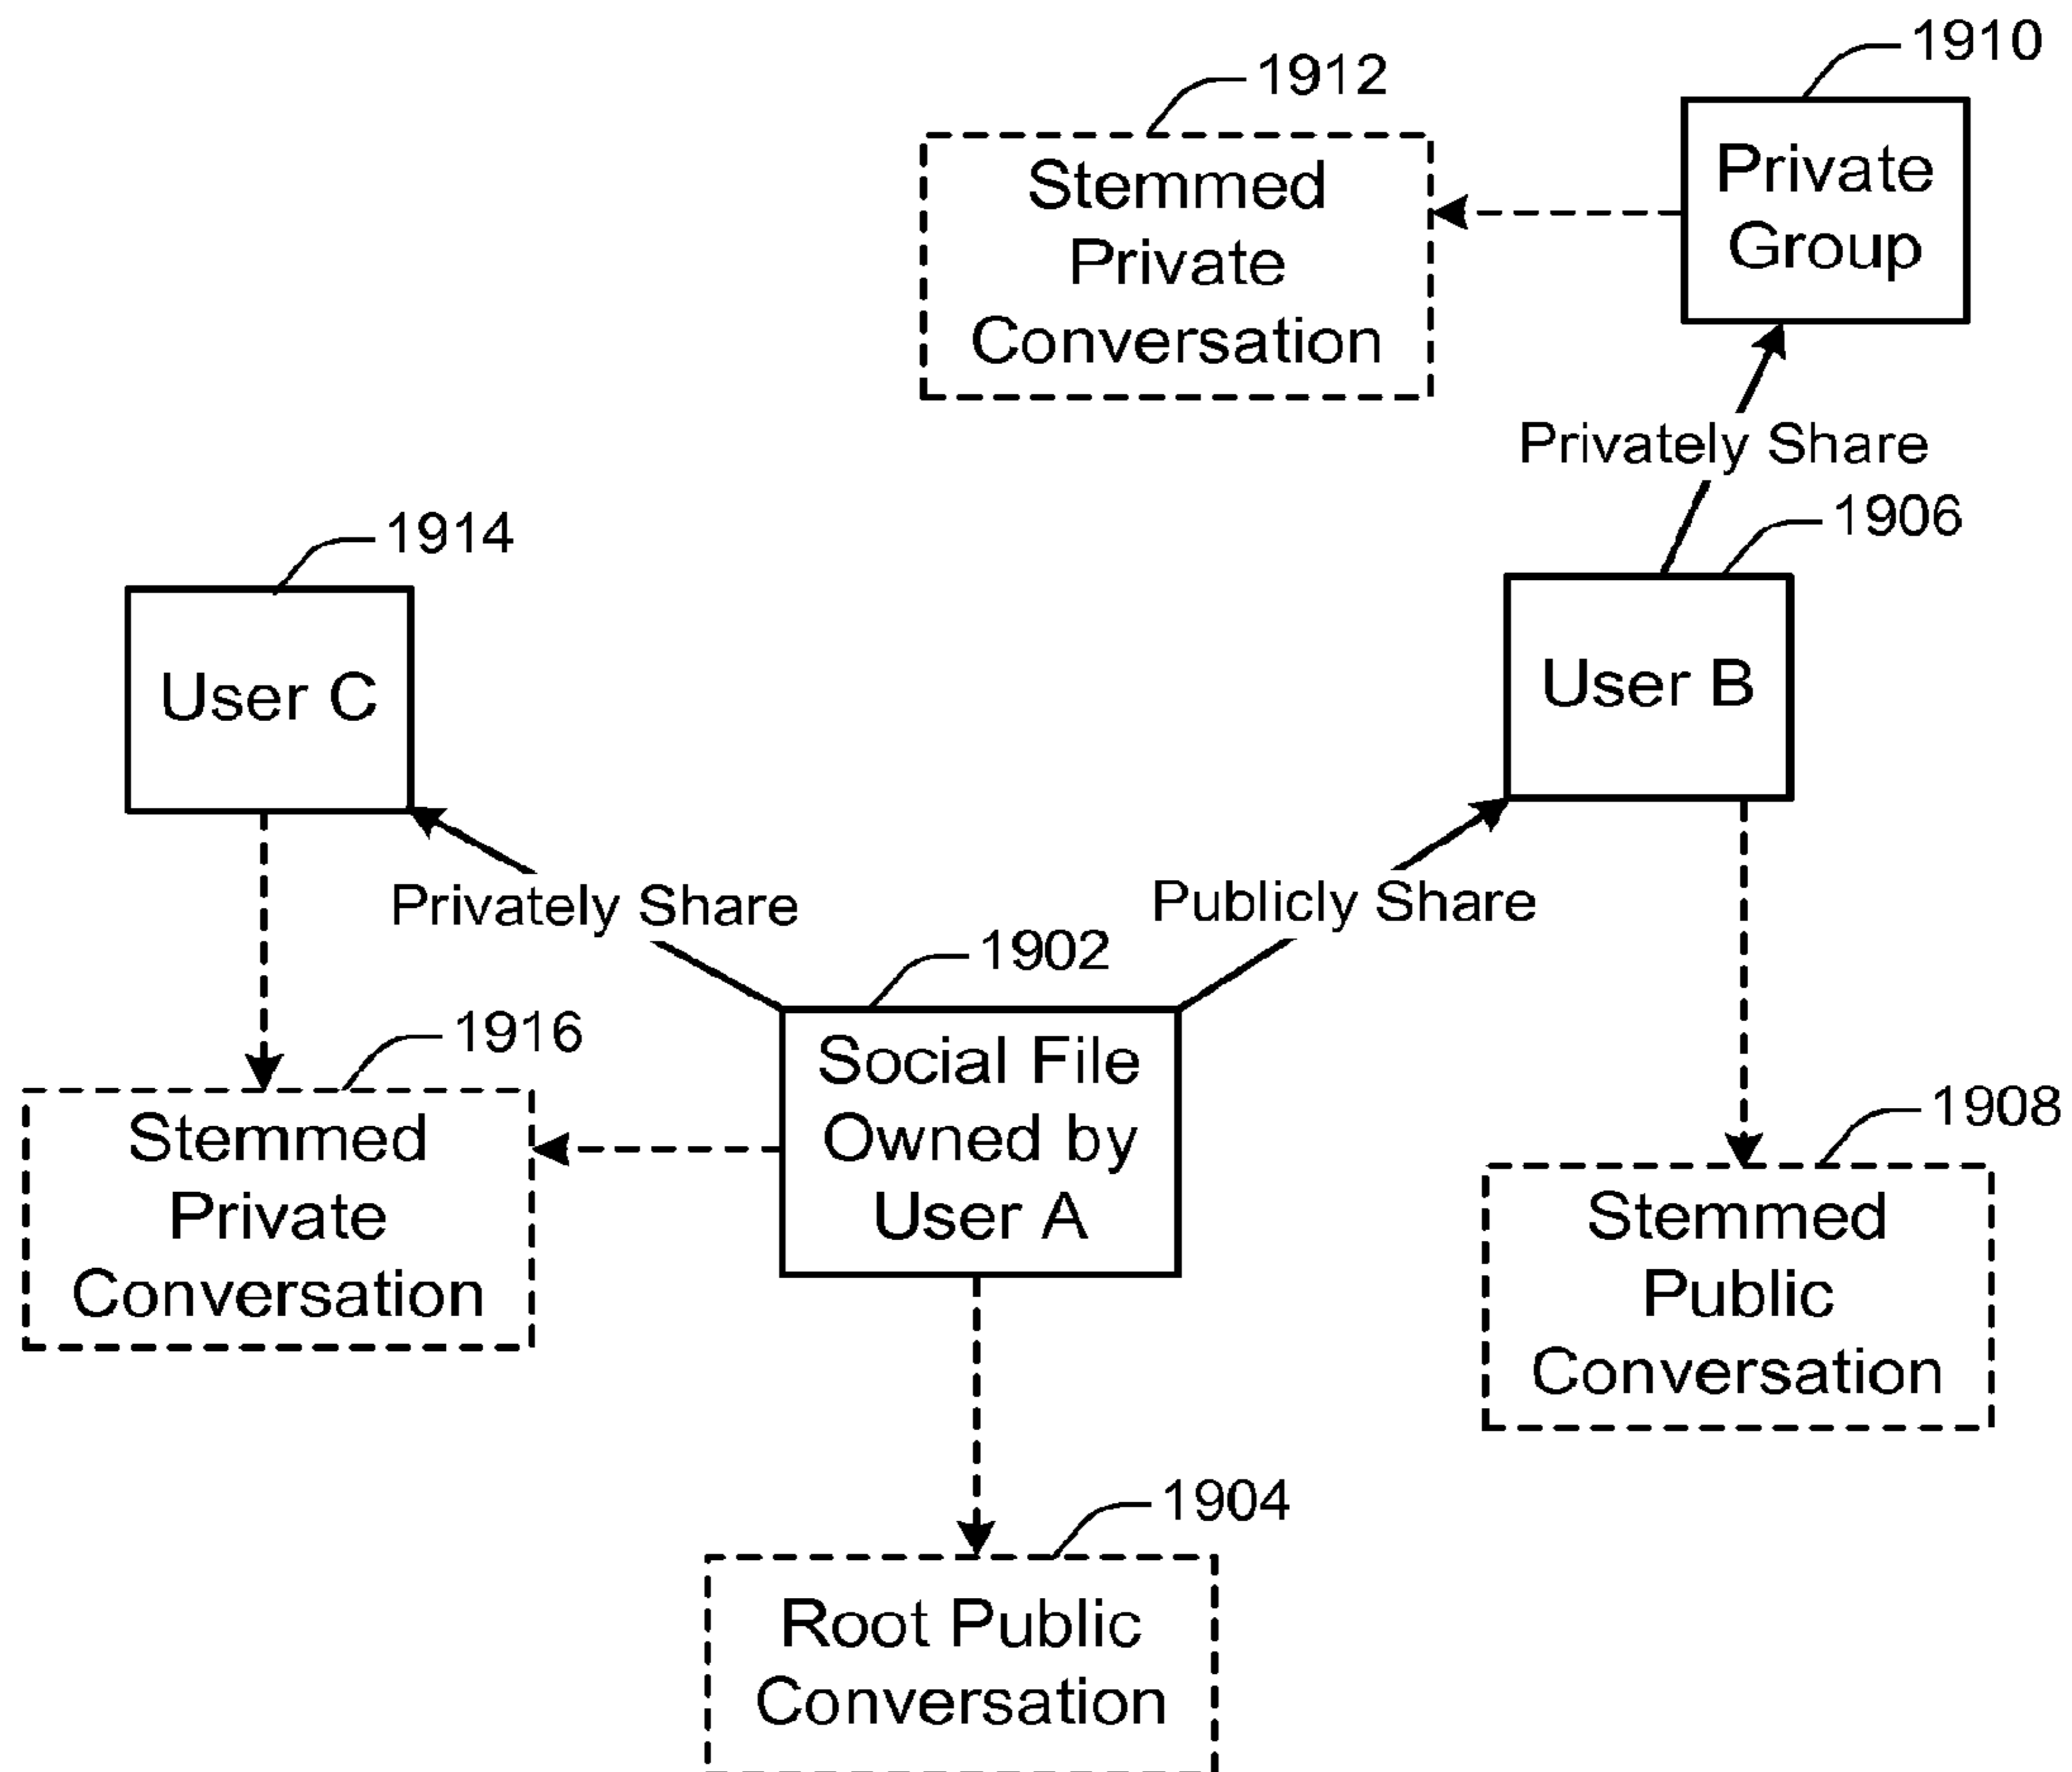 1910
1912
Private
Group
Stemmed
Private
Conversation
Privately Share
1906
1914
User C
User B
Privately Share
Publicly Share
1902
1916
Social File
Owned by
User A
Stemmed
Private
Conversation
1908
Stemmed
Public
Conversation
1904
Root Public
Conversation